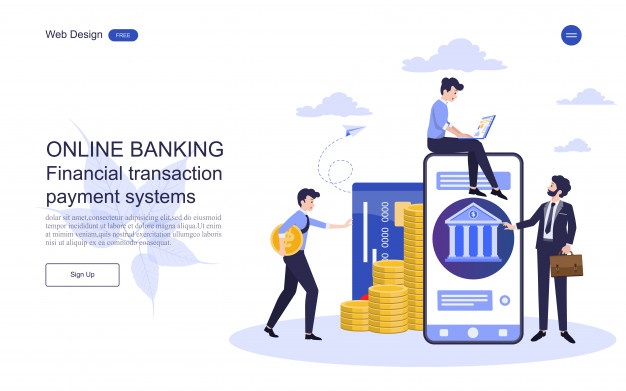 Web Design FREE
ONLINE BANKING
Financial transaction
payment systems
dolor sit amet, consectetur adipiscing elit,sed do eiusmod
tempor incididunt ut labore et dolore magna aliqua. Ut enim
ad minim veniam, quis nostrud exercitation ullamco laboris
nisi ut aliquip ex ea commodo consequat.
Sign Up
0000 0000
$